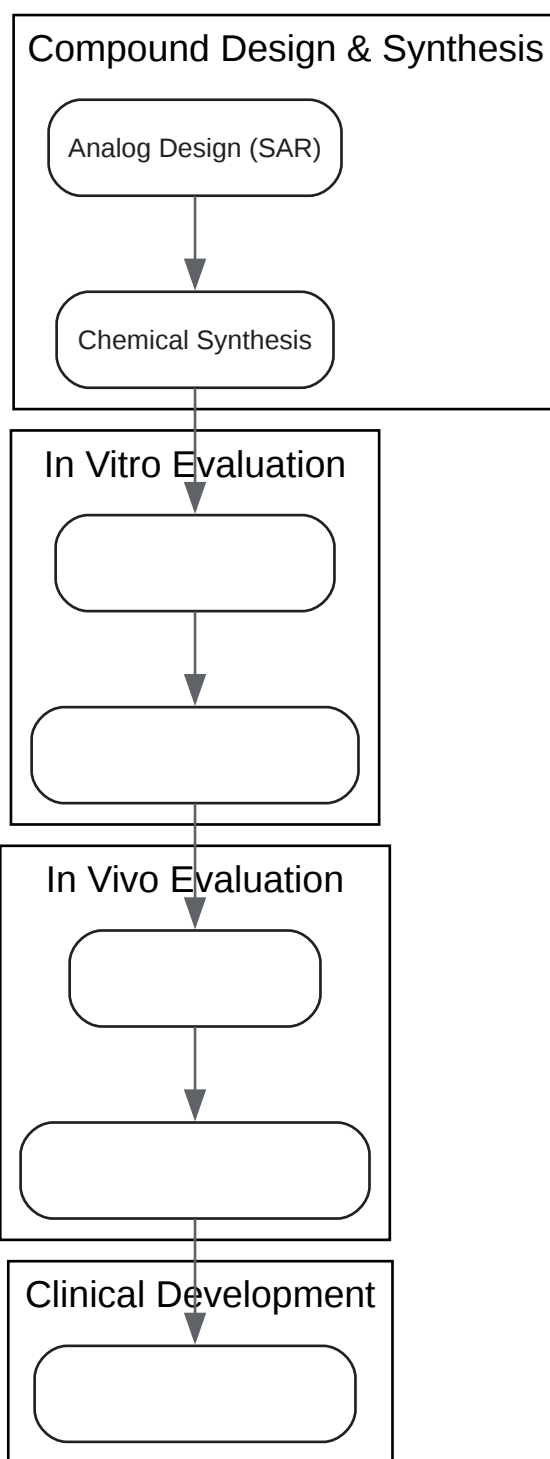 Compound Design & Synthesis
Analog Design (SAR)
Chemical Synthesis
In Vitro Evaluation
In Vivo Evaluation
Clinical Development